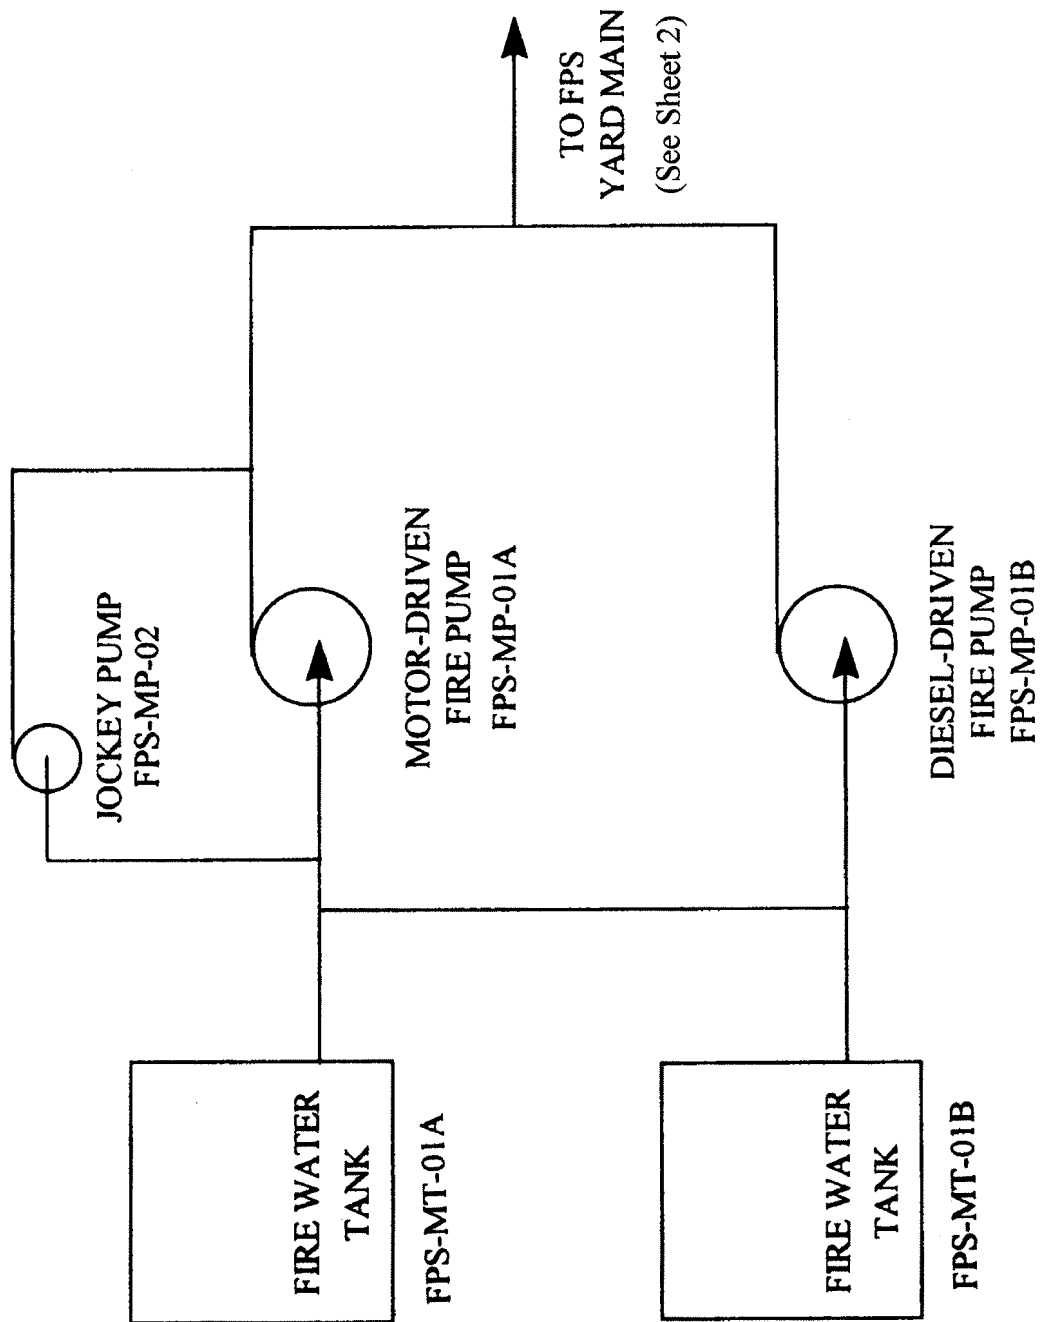 FIRE WATER
TANK
FPS-MT-01A
FIRE WATER
TANK
FPS-MT-01B
JOCKEY PUMP
FPS-MP-02
MOTOR-DRIVEN
FIRE PUMP
FPS-MP-01A
DIESEL-DRIVEN
FIRE PUMP
FPS-MP-01B
TO FPS
YARD MAIN
(See Sheet 2)